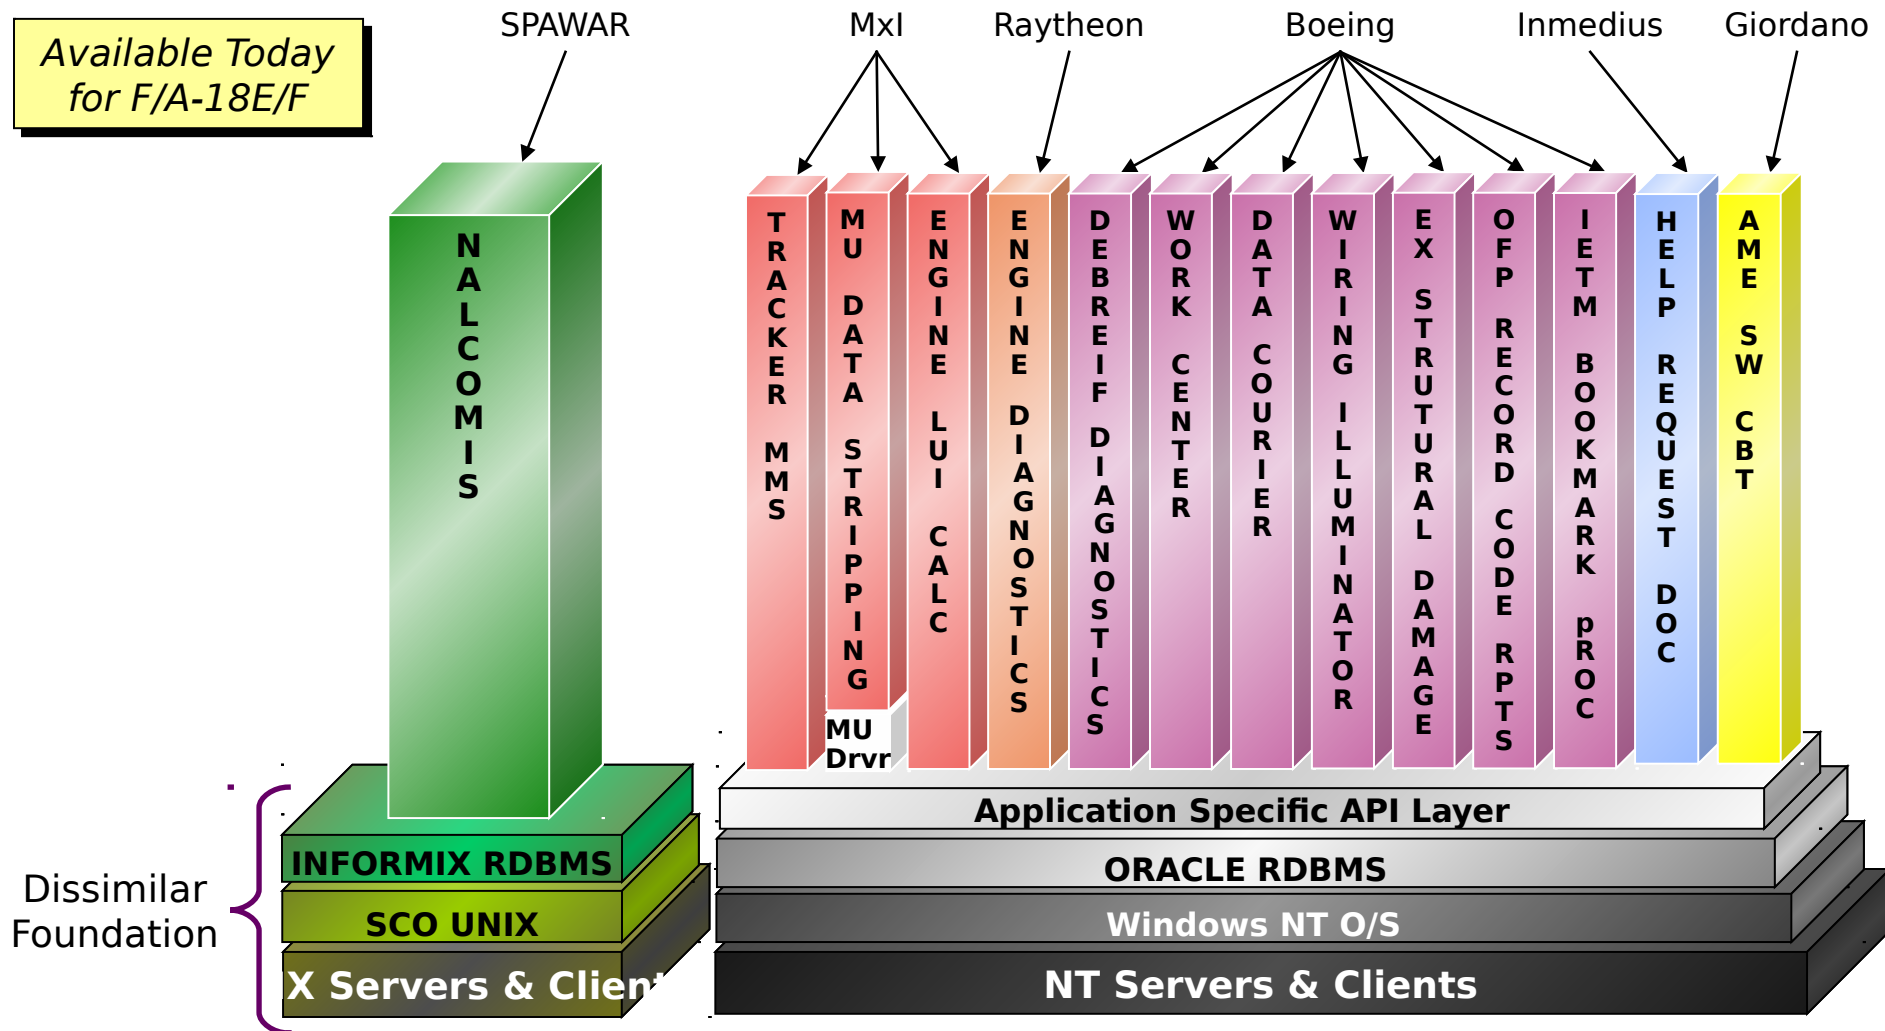 Available Today
for F/A-18E/F
SPAWAR
MxI
Raytheon
Boeing
Inmedius
Giordano
NALCOMIS
TRACKER MMS
MU DATA STRIPPING
MU
Drvr
ENGINE LUI CALC
ENGINE DIAGNOSTICS
DEBREIF DIAGNOSTICS
WORK CENTER
DATA COURIER
WIRING ILLUMINATOR
EX STRUTURAL DAMAGE
OFP RECORD CODE RPTS
IETM BOOKMARK pROC
HELP REQUEST DOC
AME SW CBT
Application Specific API Layer
INFORMIX RDBMS
ORACLE RDBMS
Dissimilar
Foundation
SCO UNIX
Windows NT O/S
X Servers & Client
NT Servers & Clients